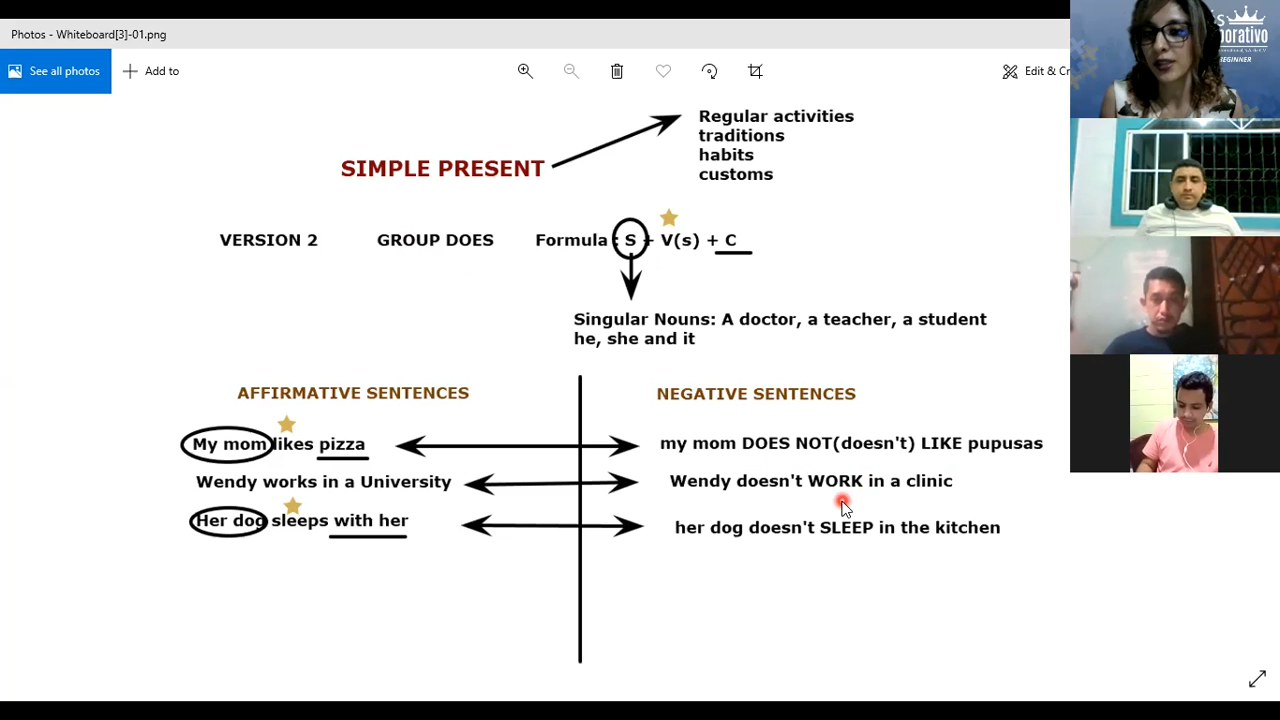 Photos - Whiteboard[3]-01.png
See all photos
Add to
Edit & Cr
BEGINNER
Regular activities
traditions
habits
customs
SIMPLE PRESENT
VERSION 2 GROUP DOES Formula : S + V(s) + C
Singular Nouns: A doctor, a teacher, a student
he, she and it
AFFIRMATIVE SENTENCES NEGATIVE SENTENCES
My mom likes pizza my mom DOES NOT(doesn't) LIKE pupusas
Wendy works in a University Wendy doesn't WORK in a clinic
Her dog sleeps with her her dog doesn't SLEEP in the kitchen